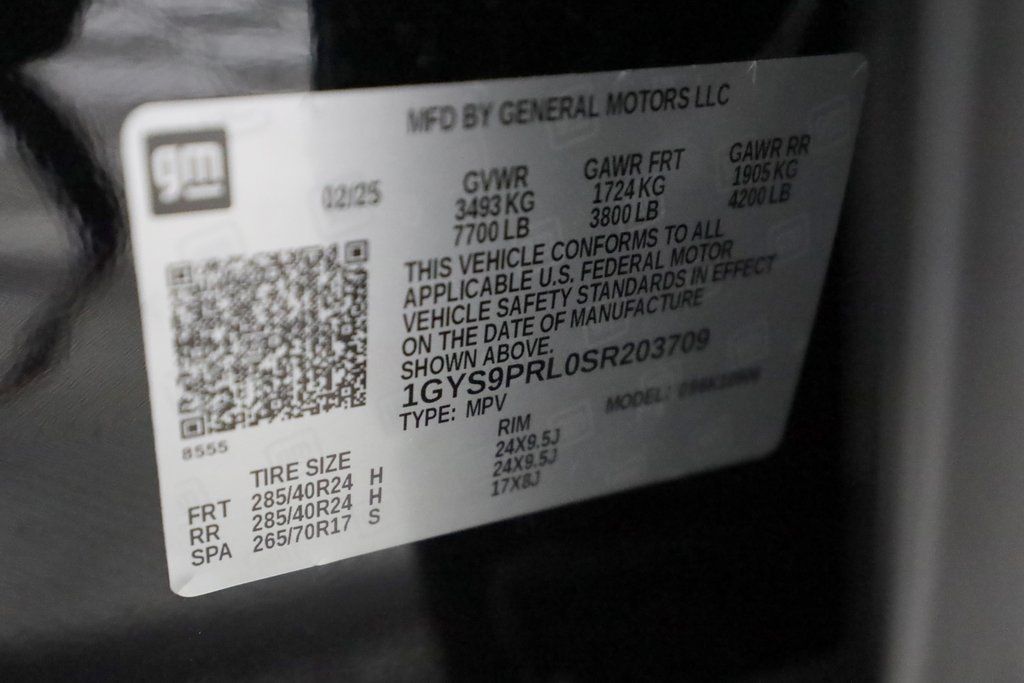 MFD BY GENERAL MOTORS LLC
gm
02/25
GVWR GAWR FRT GAWR RR
3493 KG 1724 KG 1905 KG
7700 LB 3800 LB 4200 LB
THIS VEHICLE CONFORMS TO ALL
APPLICABLE U.S. FEDERAL MOTOR
VEHICLE SAFETY STANDARDS IN EFFECT
ON THE DATE OF MANUFACTURE
SHOWN ABOVE.
1GYS9PRL0SR203709
TYPE: MPV MODEL:
8555
TIRE SIZE RIM
FRT 285/40R24 H 24X9.5J
RR 285/40R24 H 24X9.5J
SPA 265/70R17 S 17X8J